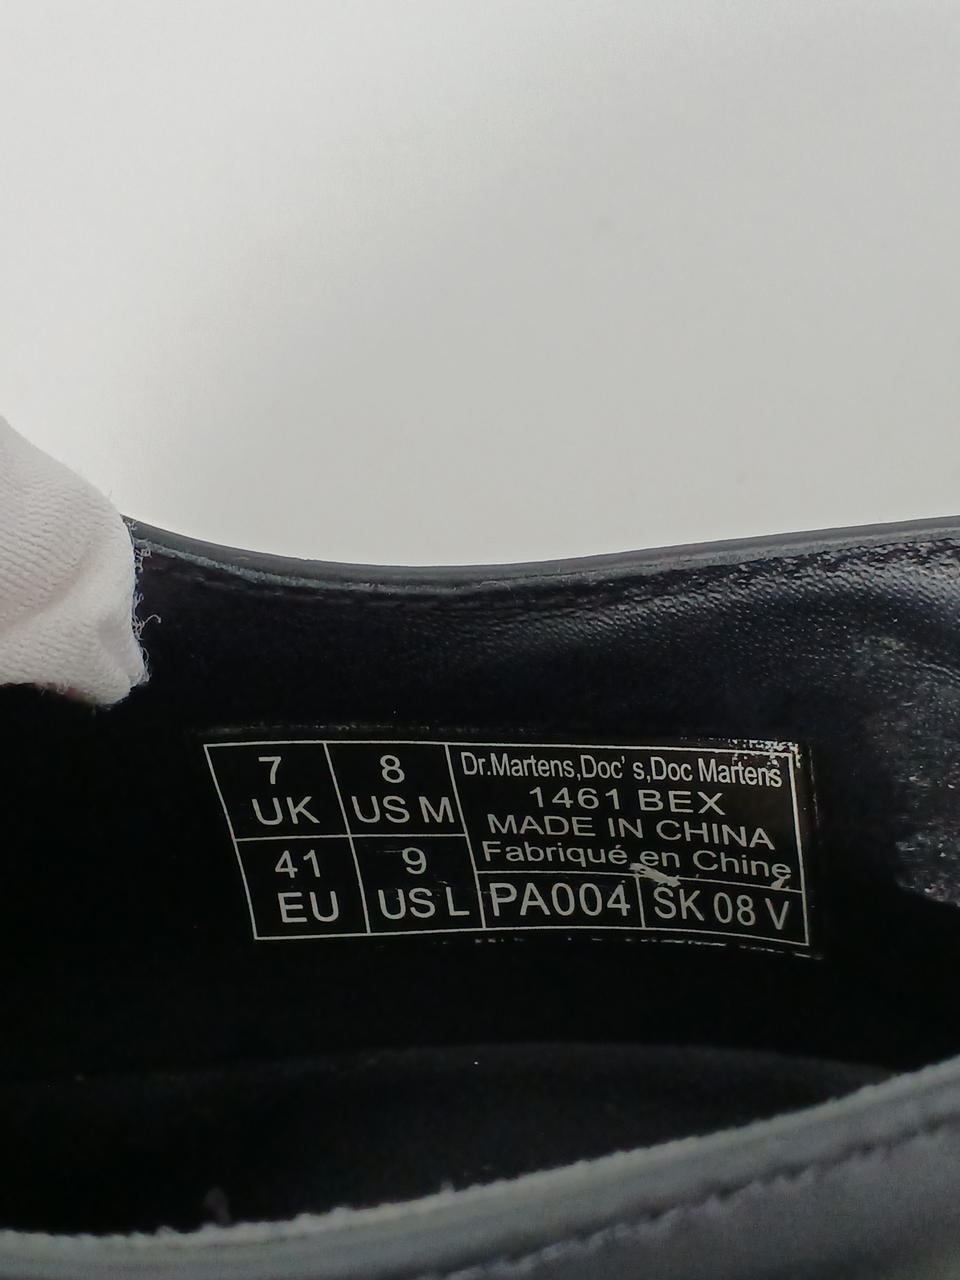 7
UK
8
US M
41
EU
9
US L
Dr.Martens,Doc's,Doc Martens
1461 BEX
MADE IN CHINA
Fabriqué en Chine
PA004
SK 08 V